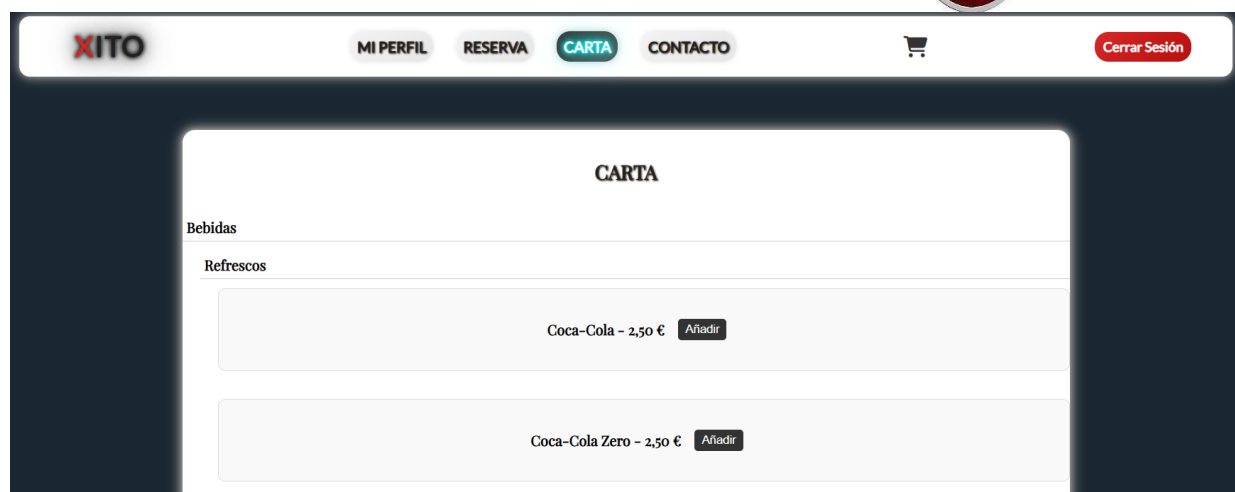 XITO MI PERFIL RESERVA CARTA CONTACTO Cerrar Sesión
CARTA
Bebidas
Refrescos
Coca-Cola - 2,50 € Añadir
Coca-Cola Zero - 2,50 € Añadir